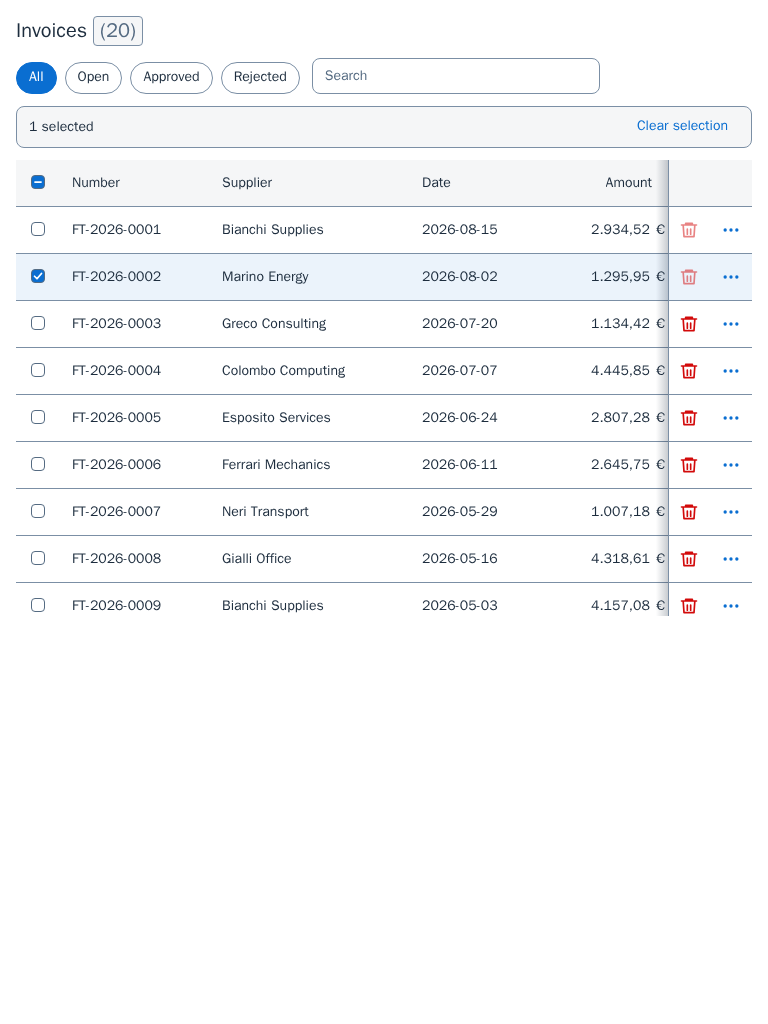 Invoices (20)
All Open Approved Rejected Search
1 selected Clear selection
Number Supplier Date Amount
FT-2026-0001 Bianchi Supplies 2026-08-15 2.934,52 €
FT-2026-0002 Marino Energy 2026-08-02 1.295,95 €
FT-2026-0003 Greco Consulting 2026-07-20 1.134,42 €
FT-2026-0004 Colombo Computing 2026-07-07 4.445,85 €
FT-2026-0005 Esposito Services 2026-06-24 2.807,28 €
FT-2026-0006 Ferrari Mechanics 2026-06-11 2.645,75 €
FT-2026-0007 Neri Transport 2026-05-29 1.007,18 €
FT-2026-0008 Gialli Office 2026-05-16 4.318,61 €
FT-2026-0009 Bianchi Supplies 2026-05-03 4.157,08 €